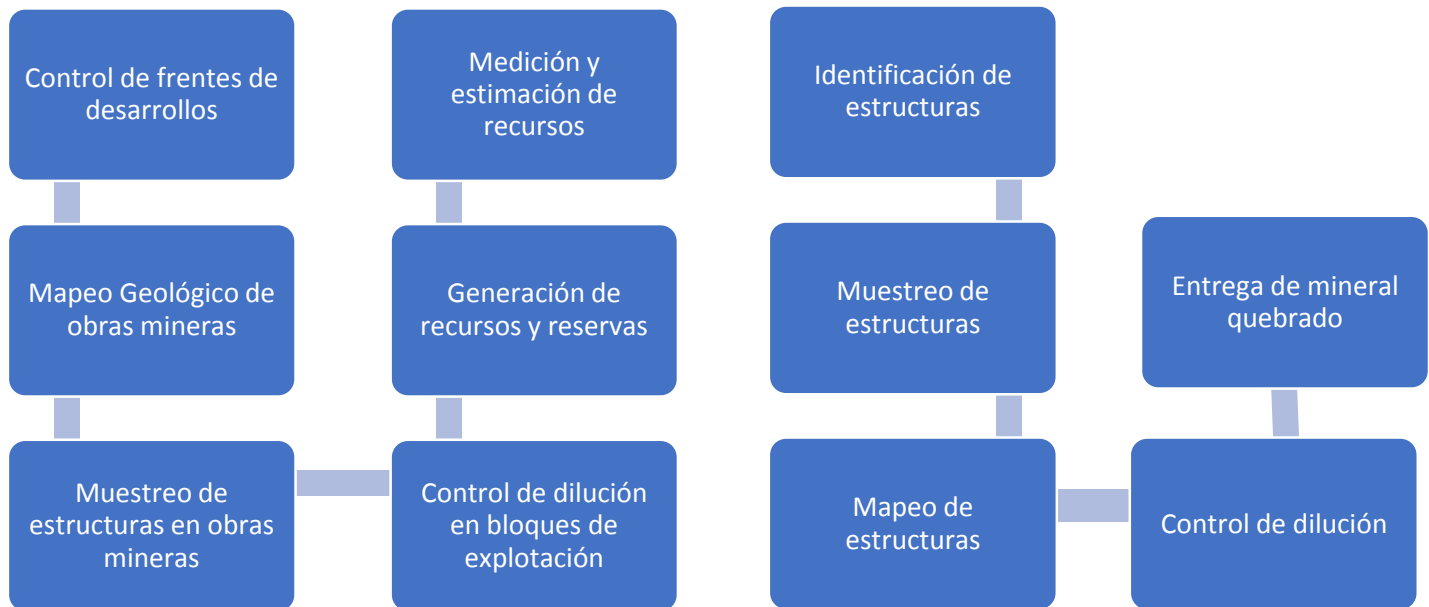 Control de frentes de
desarrollos
Mapeo Geológico de
obras mineras
Muestreo de
estructuras en obras
mineras
Control de dilución
en bloques de
explotación
Generación de
recursos y reservas
Medición y
estimación de
recursos
Identificación de
estructuras
Muestreo de
estructuras
Mapeo de
estructuras
Control de dilución
Entrega de mineral
quebrado